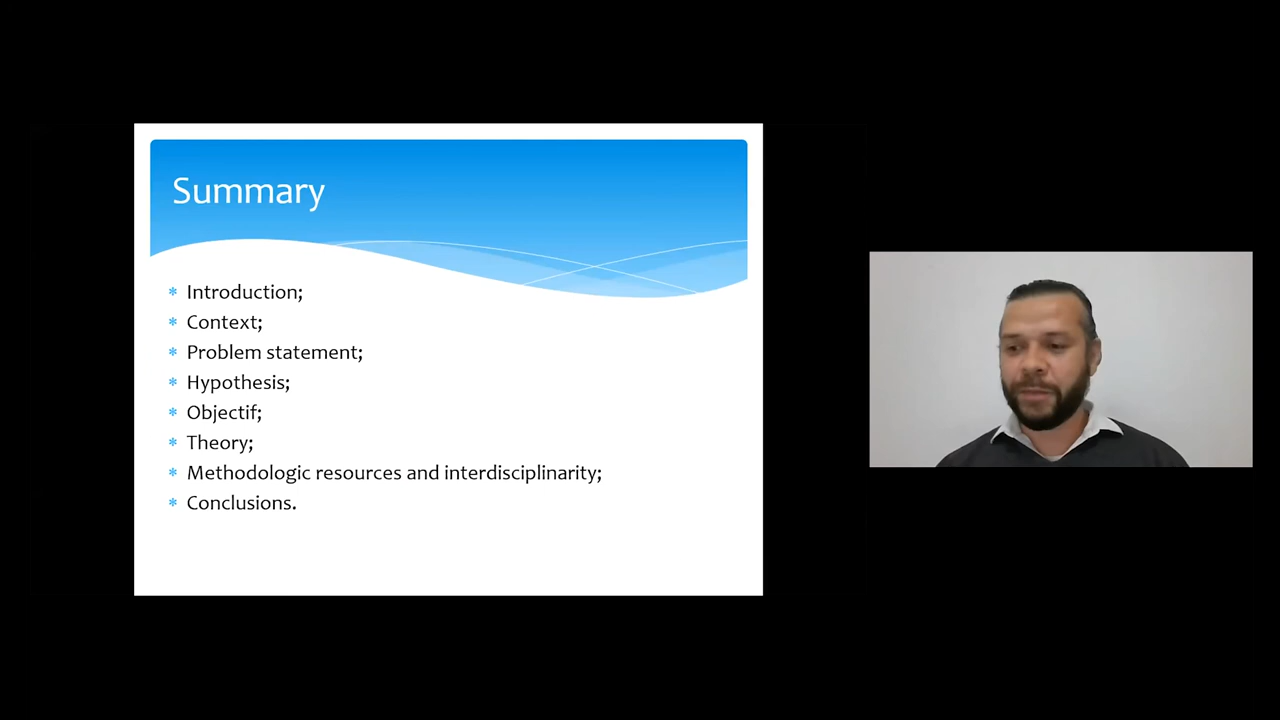 Summary
* Introduction;
* Context;
* Problem statement;
* Hypothesis;
* Objectif;
* Theory;
* Methodologic resources and interdisciplinarity;
* Conclusions.